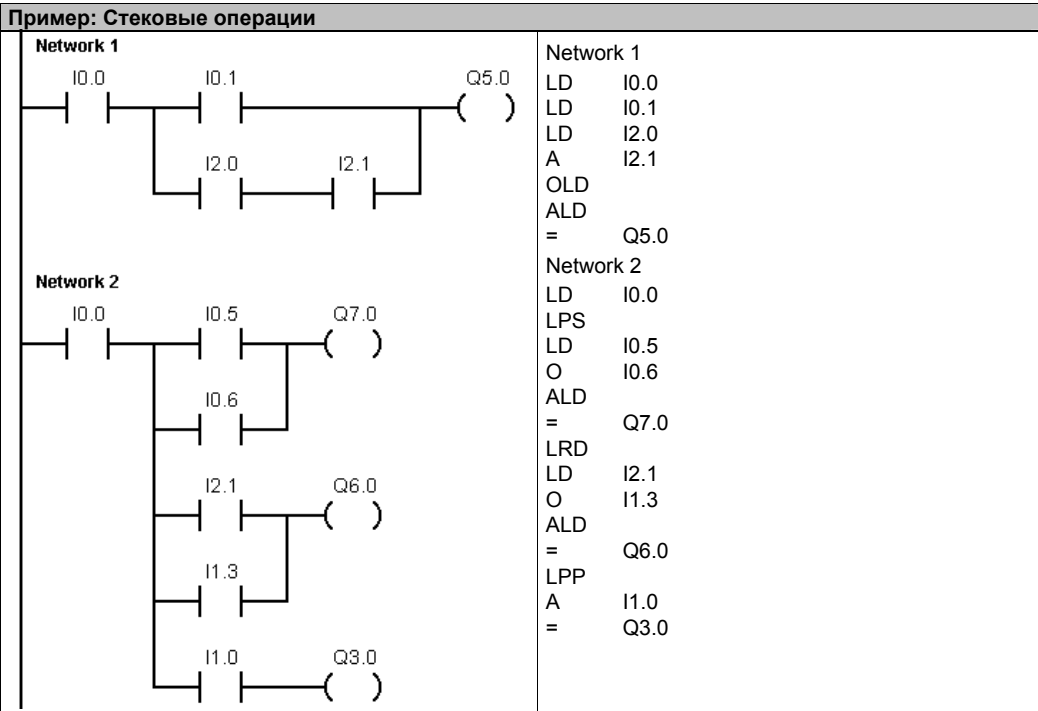 Пример: Стековые операции
Network 1
I0.0 I0.1 Q5.0
I2.0 I2.1
Network 2
I0.0 I0.5 Q7.0
I0.6
I2.1 Q6.0
I1.3
I1.0 Q3.0
Network 1
LD I0.0
LD I0.1
LD I2.0
A I2.1
OLD
ALD
= Q5.0
Network 2
LD I0.0
LPS
LD I0.5
O I0.6
ALD
= Q7.0
LRD
LD I2.1
O I1.3
ALD
= Q6.0
LPP
A I1.0
= Q3.0